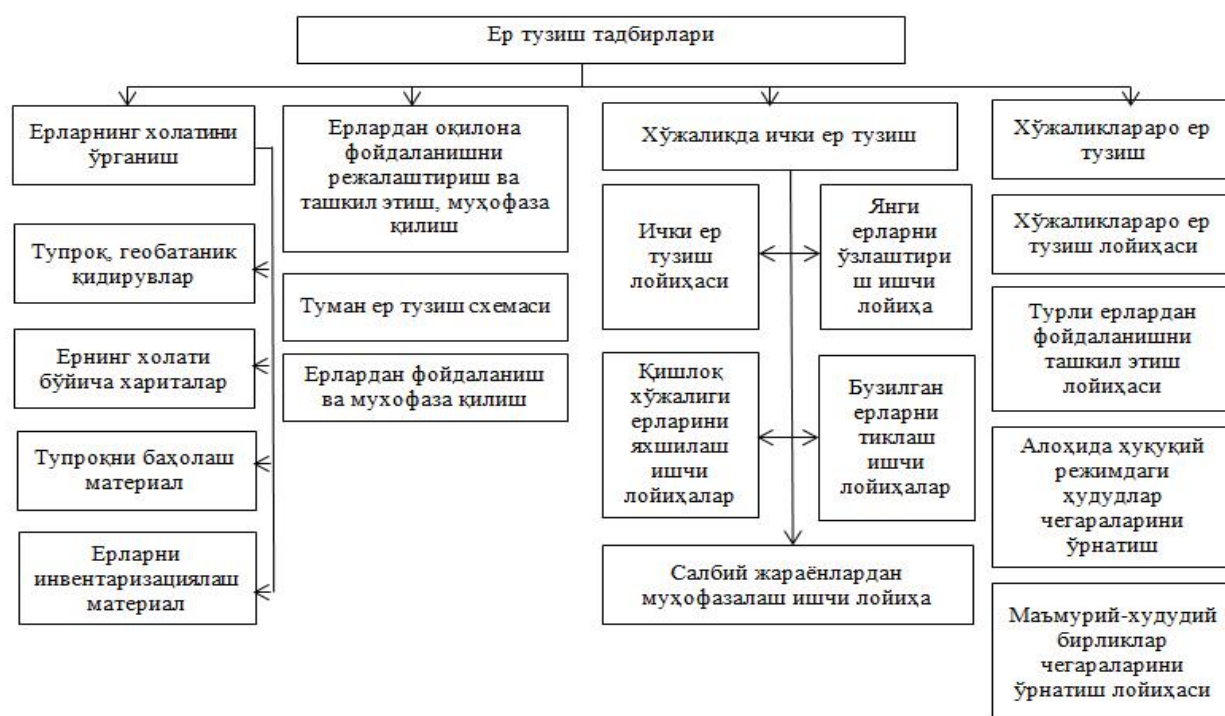 Ер тузиш тадбирлари
Ерларнинг холатини
ўрганиш
Тупроқ, геобатаник
қидирувлар
Ернинг холати
бўйича хариталар
Тупроқни баҳолаш
материал
Ерларни
инвентаризациялаш
материал
Ерлардан оқилона
фойдаланишни
режалаштириш ва
ташкил этиш, муҳофаза
қилиш
Туман ер тузиш схемаси
Ерлардан фойдаланиш
ва мухофаза қилиш
Хўжаликда ички ер тузиш
Ички ер
тузиш
лойиҳаси
Янги
ерларни
ўзлаштири
ш ишчи
лойиҳа
Қишлоқ
хўжалиги
ерларини
яхшилаш
ишчи
лойиҳалар
Бузилган
ерларни
тиклаш
ишчи
лойиҳалар
Салбий жараёнлардан
муҳофазалаш ишчи лойиҳа
Хўжаликлараро ер
тузиш
Хўжаликлараро ер
тузиш лойиҳаси
Турли ерлардан
фойдаланишни
ташкил этиш
лойиҳаси
Алоҳида ҳуқуқий
режимдаги
ҳудудлар
чегараларини
ўрнатиш
Маъмурий-ҳудудий
бирликлар
чегараларини
ўрнатиш лойиҳаси